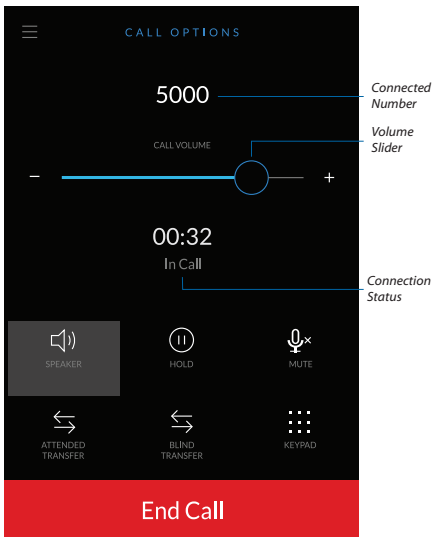 CALL OPTIONS
5000
Connected
Number
Volume
Slider
CALL VOLUME
- +
00:32
In Call
Connection
Status
SPEAKER
HOLD
MUTE
ATTENDED
TRANSFER
BLIND
TRANSFER
KEYPAD
End Call